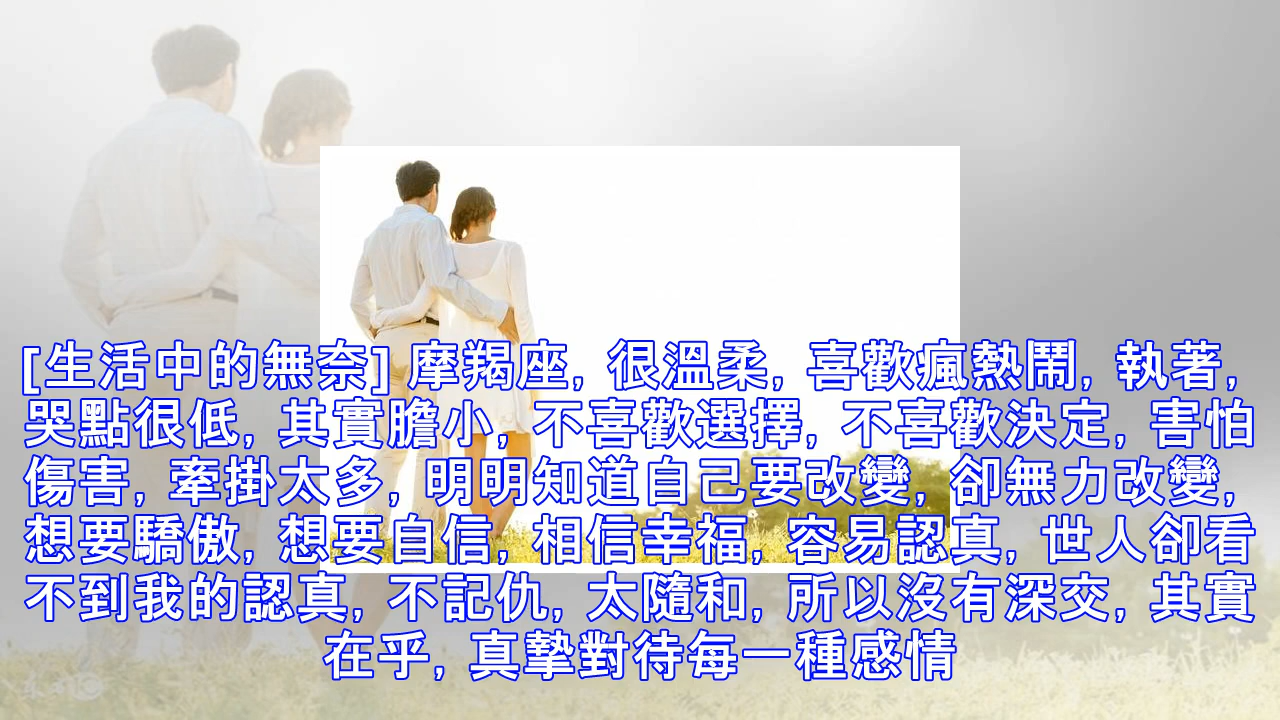 [生活中的無奈] 摩羯座, 很溫柔, 喜歡瘋熱鬧, 執著,
哭點很低, 其實膽小, 不喜歡選擇, 不喜歡決定, 害怕
傷害, 牽掛太多, 明明知道自己要改變, 卻無力改變,
想要驕傲, 想要自信, 相信幸福, 容易認真, 世人卻看
不到我的認真, 不記仇, 太隨和, 所以沒有深交, 其實
在乎, 真摯對待每一種感情